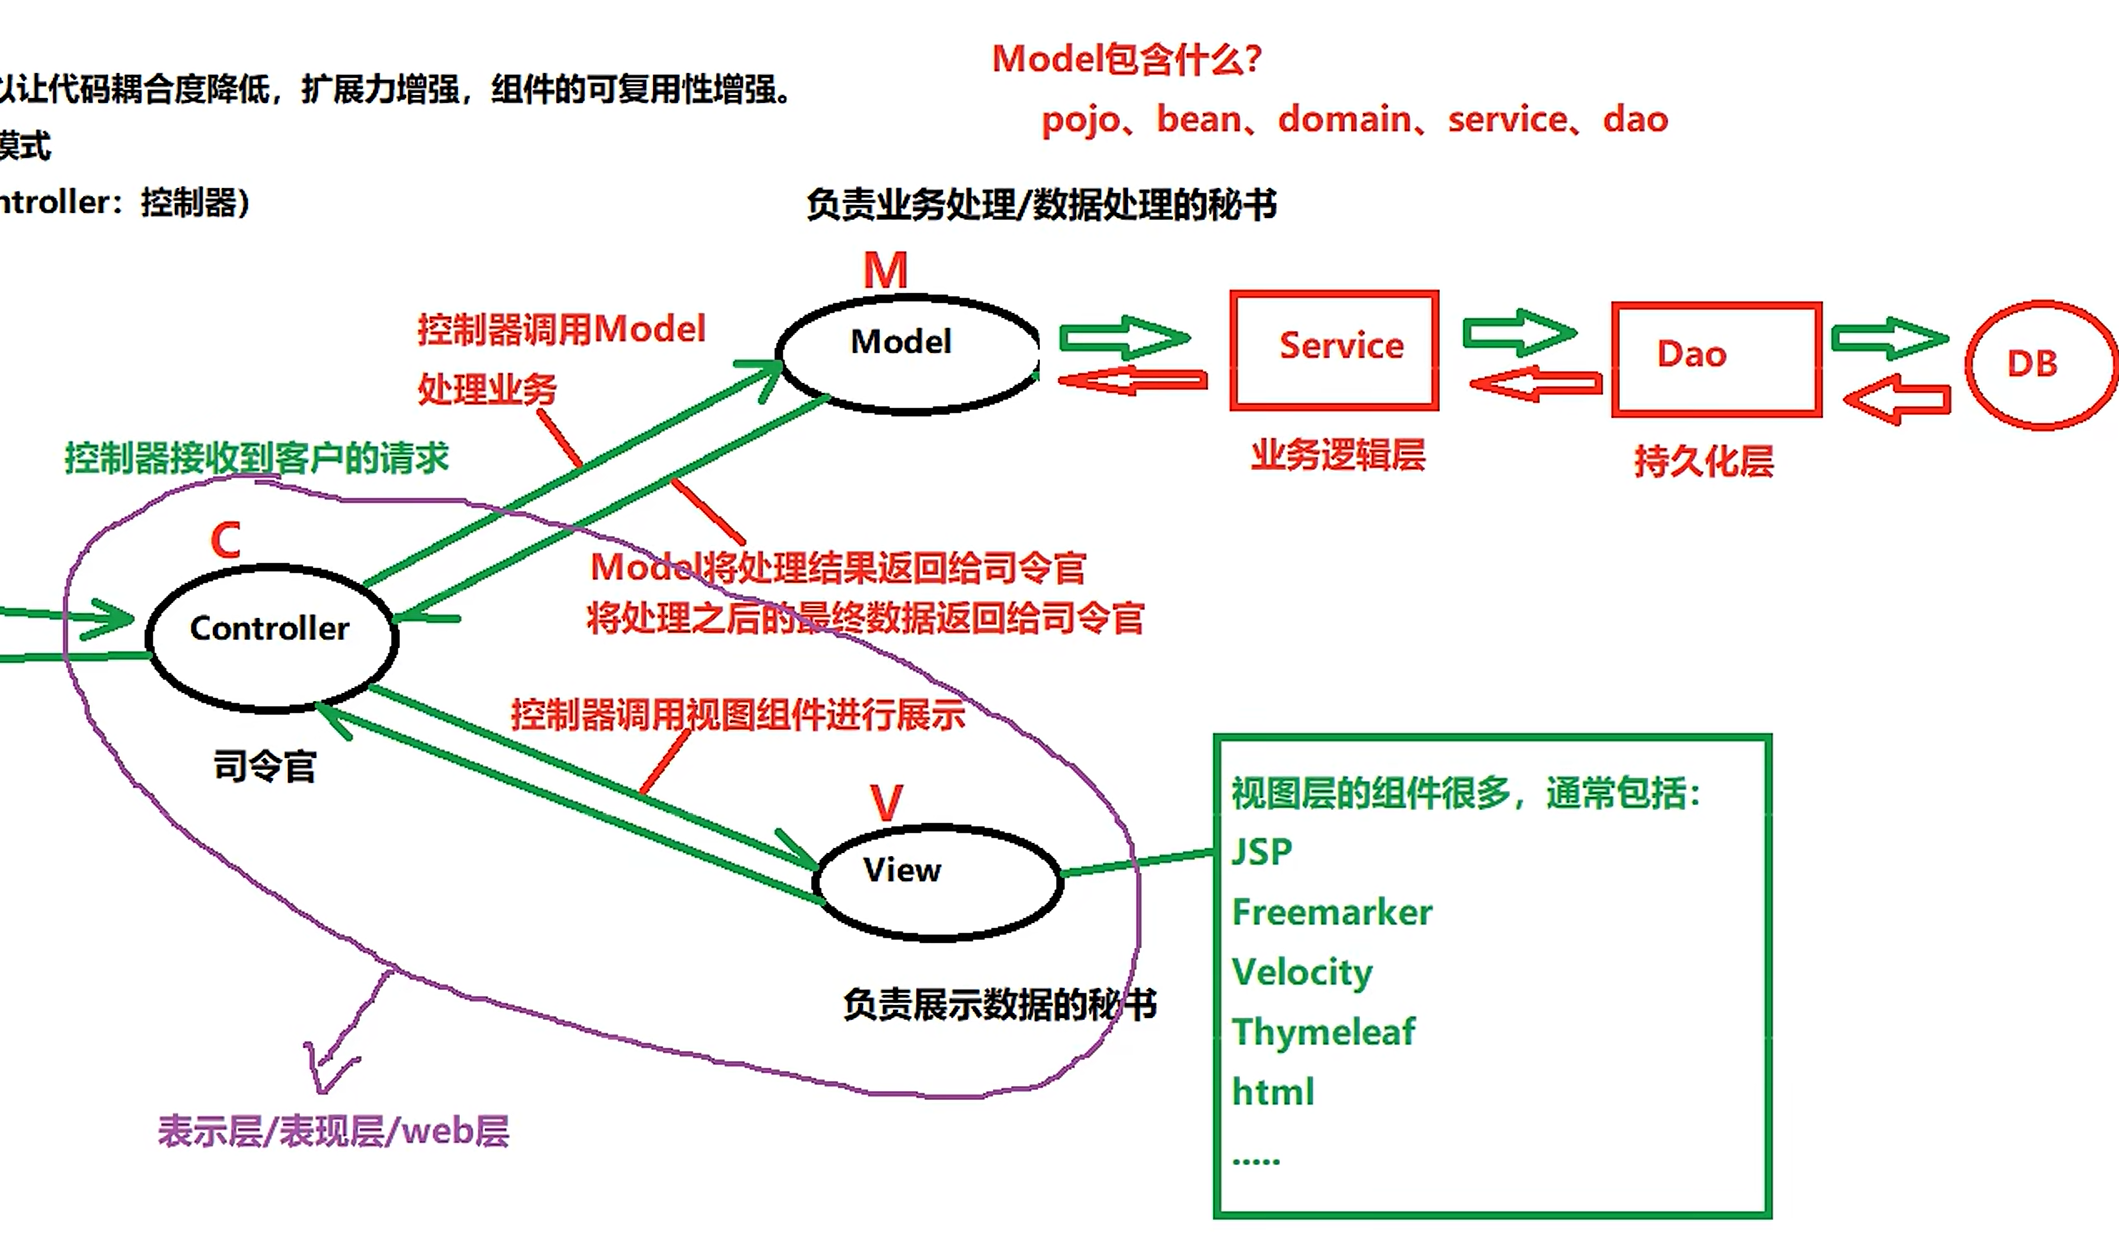 Model包含什么？
以让代码耦合度降低，扩展力增强，组件的可复用性增强。
pojo、bean、domain、service、dao
模式
ntroller：控制器）
负责业务处理/数据处理的秘书
M
控制器调用Model
处理业务
Model
Service
Dao
DB
业务逻辑层
持久化层
控制器接收到客户的请求
C
Controller
司令官
Model将处理结果返回给司令官
将处理之后的最终数据返回给司令官
控制器调用视图组件进行展示
V
View
负责展示数据的秘书
视图层的组件很多，通常包括：
JSP
Freemarker
Velocity
Thymeleaf
html
.....
表示层/表现层/web层